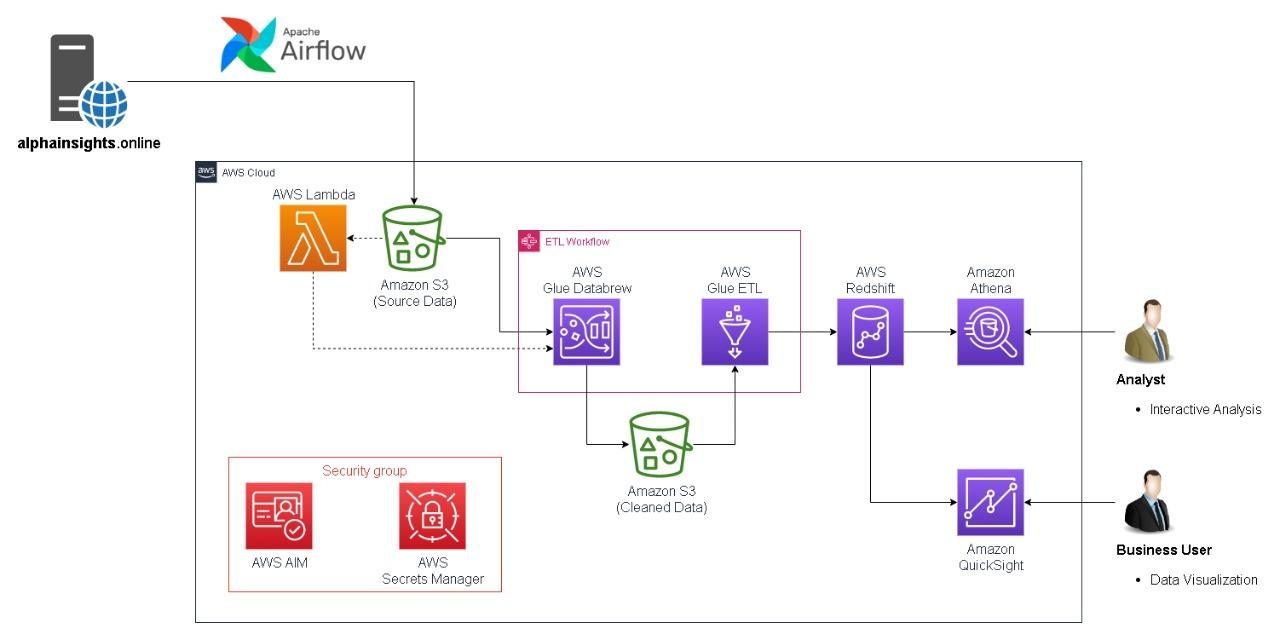 Apache
Airflow
alphainsights.online
aws
AWS Cloud
AWS Lambda
Amazon S3
(Source Data)
ETL Workflow
AWS
Glue Databrew
AWS
Glue ETL
AWS
Redshift
Amazon
Athena
Analyst
• Interactive Analysis
Amazon S3
(Cleaned Data)
Security group
AWS AIM
AWS
Secrets Manager
Amazon
QuickSight
Business User
• Data Visualization